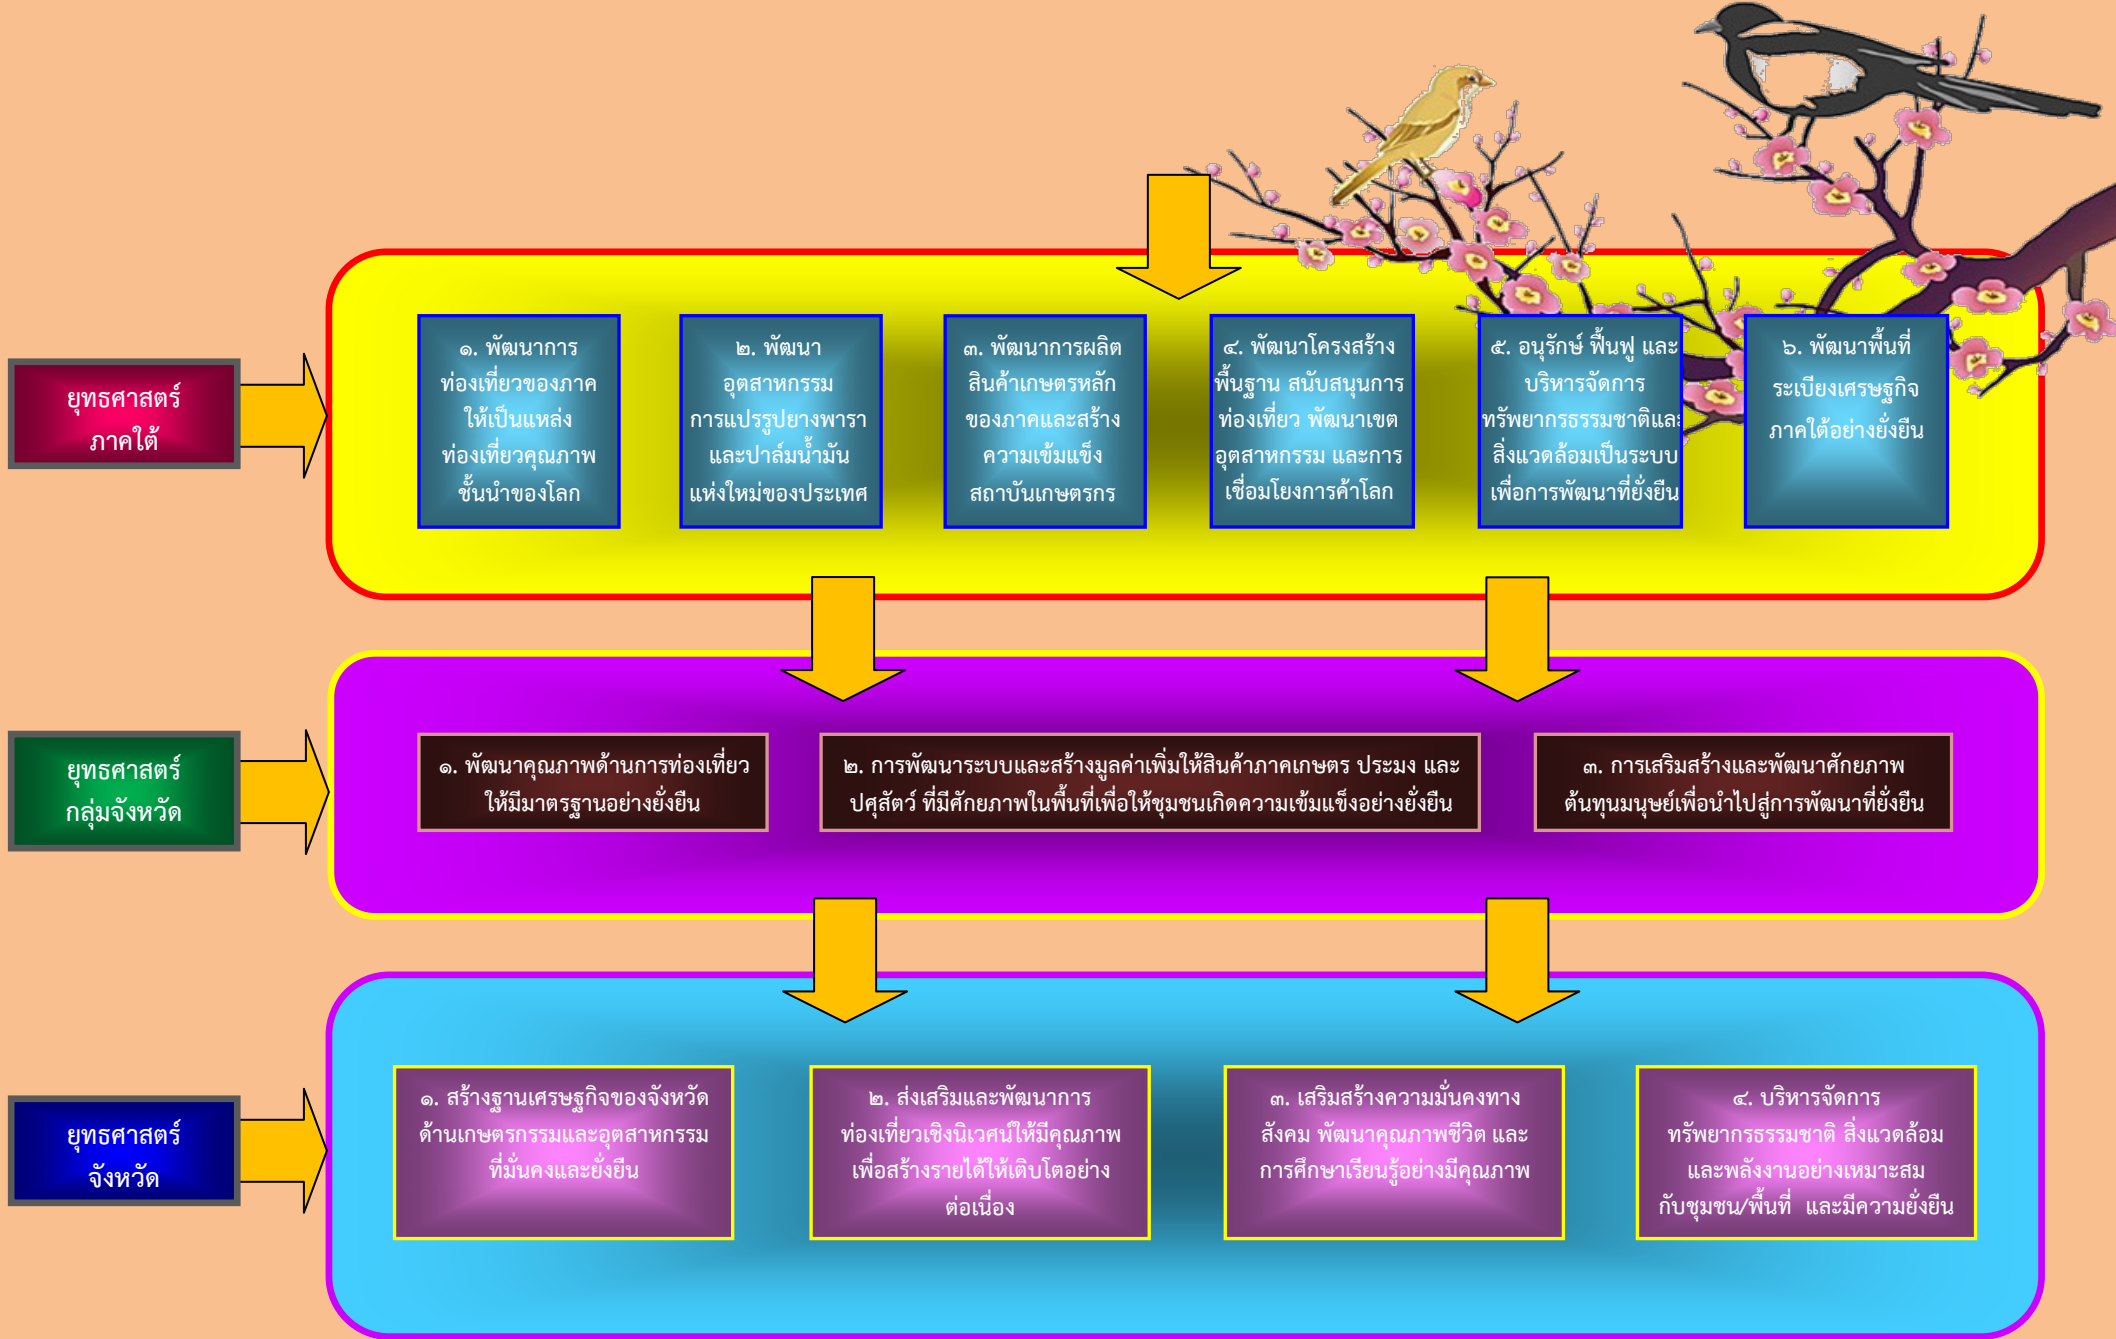 ยุทธศาสตร์
ภาคใต้
๑. พัฒนาการ
ท่องเที่ยวของภาค
ให้เป็นแหล่ง
ท่องเที่ยวคุณภาพ
ชั้นนำของโลก
๒. พัฒนา
อุตสาหกรรม
การแปรรูปยางพารา
และปาล์มน้ำมัน
แห่งใหม่ของประเทศ
๓. พัฒนาการผลิต
สินค้าเกษตรหลัก
ของภาคและสร้าง
ความเข้มแข็ง
สถาบันเกษตรกร
๔. พัฒนาโครงสร้าง
พื้นฐาน สนับสนุนการ
ท่องเที่ยว พัฒนาเขต
อุตสาหกรรม และการ
เชื่อมโยงการค้าโลก
๕. อนุรักษ์ ฟื้นฟู และ
บริหารจัดการ
ทรัพยากรธรรมชาติและ
สิ่งแวดล้อมเป็นระบบ
เพื่อการพัฒนาที่ยั่งยืน
๖. พัฒนาพื้นที่
ระเบียงเศรษฐกิจ
ภาคใต้อย่างยั่งยืน
ยุทธศาสตร์
กลุ่มจังหวัด
๑. พัฒนาคุณภาพด้านการท่องเที่ยว
ให้มีมาตรฐานอย่างยั่งยืน
๒. การพัฒนาระบบและสร้างมูลค่าเพิ่มให้สินค้าภาคเกษตร ประมง และ
ปศุสัตว์ ที่มีศักยภาพในพื้นที่เพื่อให้ชุมชนเกิดความเข้มแข็งอย่างยั่งยืน
๓. การเสริมสร้างและพัฒนาศักยภาพ
ต้นทุนมนุษย์เพื่อนำไปสู่การพัฒนาที่ยั่งยืน
ยุทธศาสตร์
จังหวัด
๑. สร้างฐานเศรษฐกิจของจังหวัด
ด้านเกษตรกรรมและอุตสาหกรรม
ที่มั่นคงและยั่งยืน
๒. ส่งเสริมและพัฒนาการ
ท่องเที่ยวเชิงนิเวศน์ให้มีคุณภาพ
เพื่อสร้างรายได้ให้เติบโตอย่าง
ต่อเนื่อง
๓. เสริมสร้างความมั่นคงทาง
สังคม พัฒนาคุณภาพชีวิต และ
การศึกษาเรียนรู้อย่างมีคุณภาพ
๔. บริหารจัดการ
ทรัพยากรธรรมชาติ สิ่งแวดล้อม
และพลังงานอย่างเหมาะสม
กับชุมชน/พื้นที่ และมีความยั่งยืน